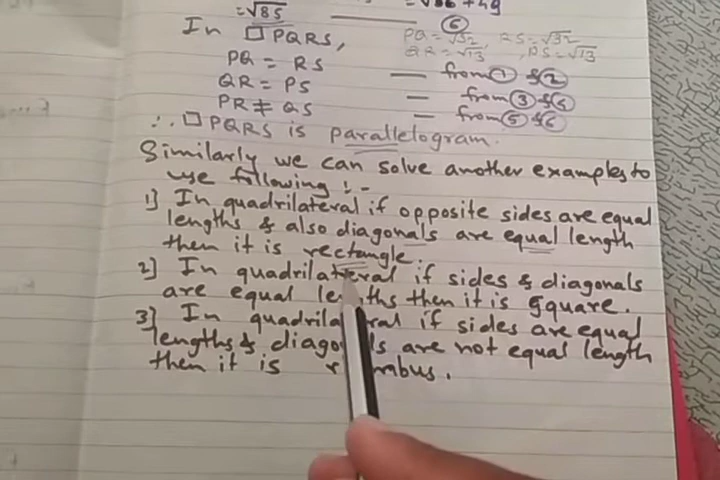 =√85 ——— ⑥
In □PQRS,
PQ = √52, RS = √52
QR = √13, PS = √13
PQ = RS — from ① & ②
QR = PS — from ③ & ④
PR ≠ QS — from ⑤ & ⑥
∴ □PQRS is parallelogram.
Similarly we can solve another examples to
use following :-
1] In quadrilateral if opposite sides are equal
lengths & also diagonals are equal length
then it is rectangle.
2] In quadrilateral if sides & diagonals
are equal lengths then it is square.
3] In quadrilateral if sides are equal
lengths & diagonals are not equal length
then it is rhombus.